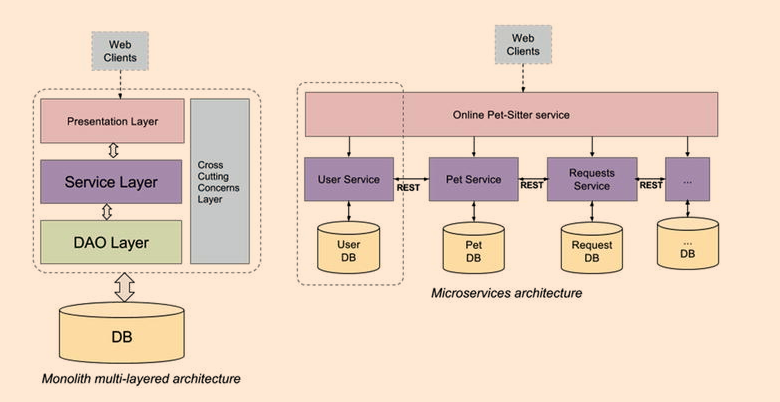 Web
Clients
Presentation Layer
Service Layer
DAO Layer
Cross
Cutting
Concerns
Layer
DB
Monolith multi-layered architecture
Web
Clients
Online Pet-Sitter service
User Service
REST
Pet Service
REST
Requests
Service
REST
...
User
DB
Pet
DB
Request
DB
...
DB
Microservices architecture